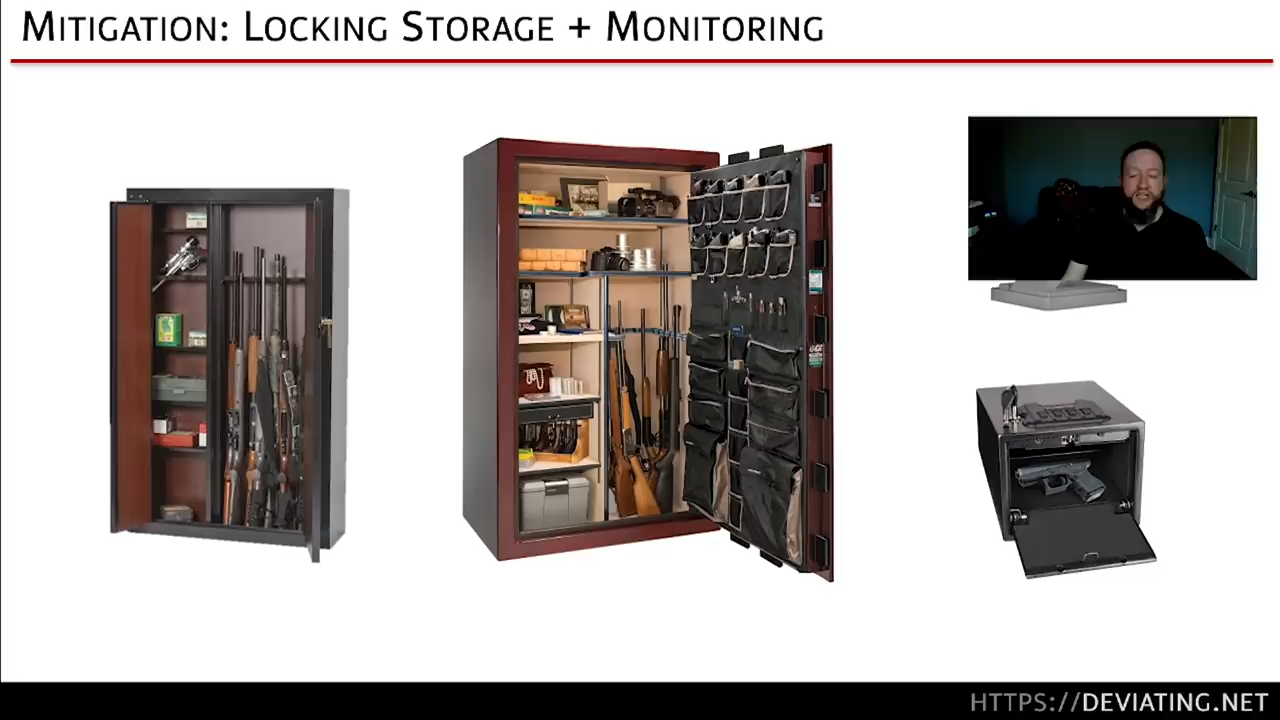 MITIGATION: LOCKING STORAGE + MONITORING
HTTPS://DEVIATING.NET